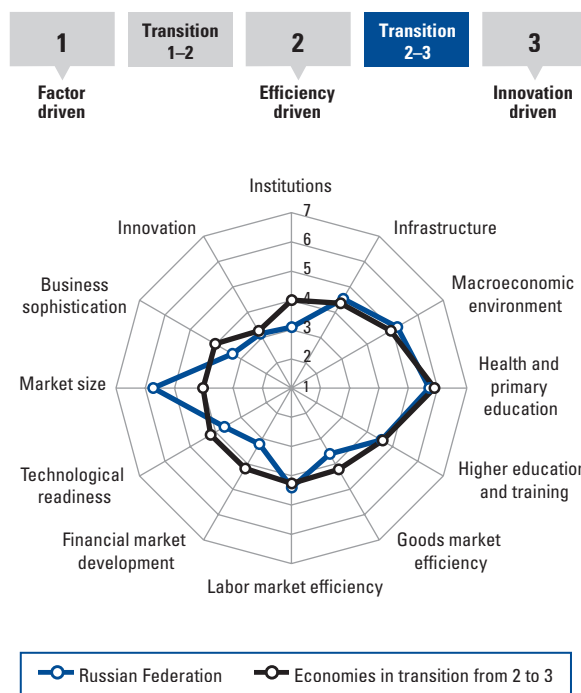 1
Transition
1–2
2
Transition
2–3
3
Factor
driven
Efficiency
driven
Innovation
driven
Institutions
7
Innovation
Infrastructure
6
5
Business
sophistication
Macroeconomic
environment
4
3
2
Market size
1
Health and
primary
education
Technological
readiness
Higher education
and training
Financial market
development
Goods market
efficiency
Labor market efficiency
Russian Federation
Economies in transition from 2 to 3